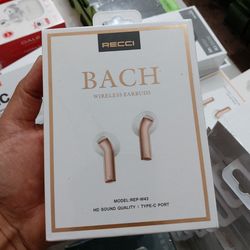 RECCI
BACH
WIRELESS EARBUDS
MODEL:REP-W43
HD SOUND QUALITY · TYPE-C PORT